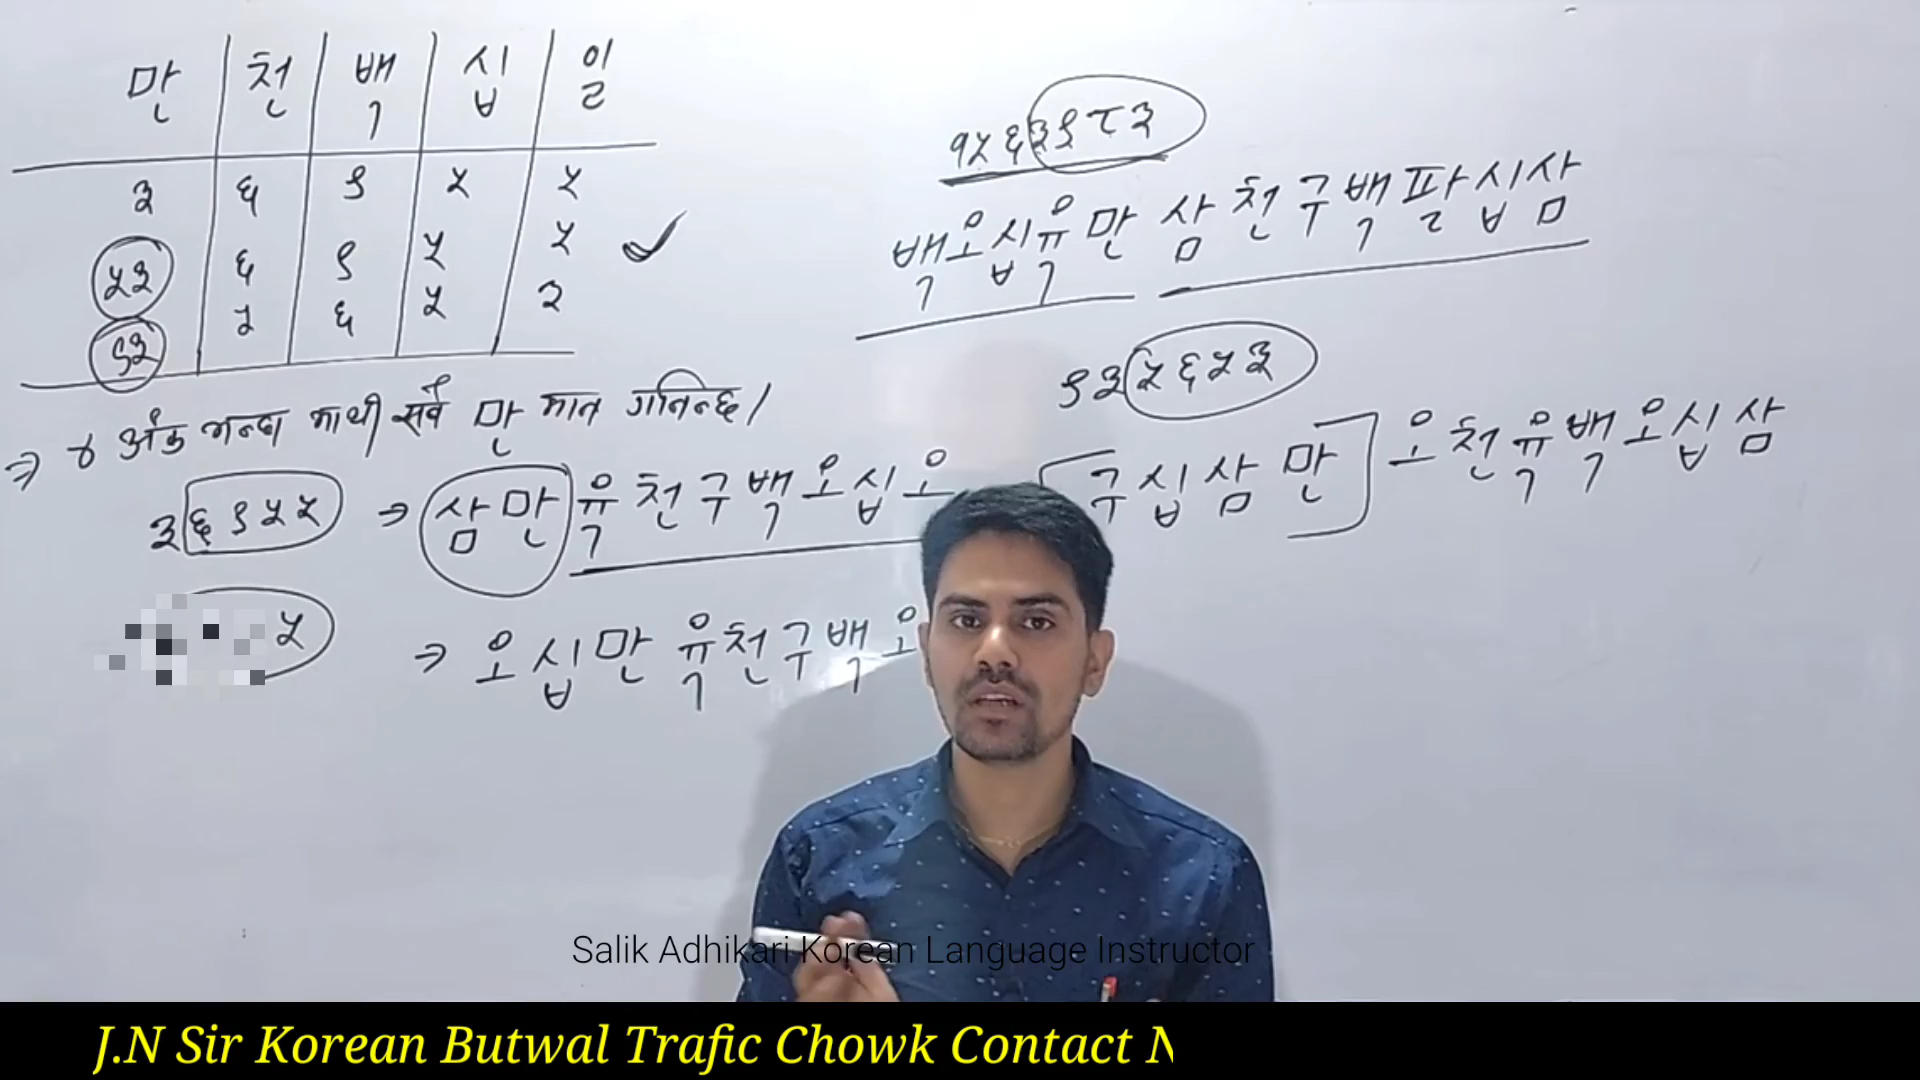 만 천 백 십 일
३ ६ ९ ५ ५
५३ ६ ९ ५ ५
९३ ५ ६ ५ ३
⇒ ४ अंक भन्दा माथी सबै 만 मात्र गनिन्छ।
३६९५५ ⇒ 삼만 육천구백오십오
५ ⇒ 오십만 육천구백오
१५६३९८३
백오십육만 삼천구백팔십삼
९३५६५३
구십삼만 오천육백오십삼
Salik Adhikari Korean Language Instructor
J.N Sir Korean Butwal Trafic Chowk Contact N